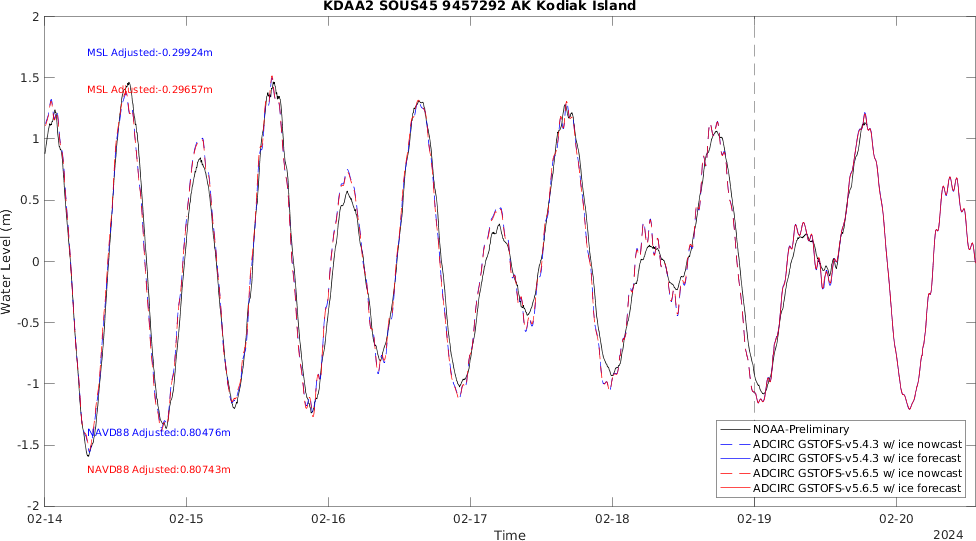 KDAA2 SOUS45 9457292 AK Kodiak Island
2
1.5
1
0.5
0
-0.5
-1
-1.5
-2
Water Level (m)
MSL Adjusted:-0.29924m
MSL Adjusted:-0.29657m
NAVD88 Adjusted:0.80476m
NAVD88 Adjusted:0.80743m
NOAA-Preliminary
ADCIRC GSTOFS-v5.4.3 w/ ice nowcast
ADCIRC GSTOFS-v5.4.3 w/ ice forecast
ADCIRC GSTOFS-v5.6.5 w/ ice nowcast
ADCIRC GSTOFS-v5.6.5 w/ ice forecast
02-14 02-15 02-16 02-17 02-18 02-19 02-20
Time
2024